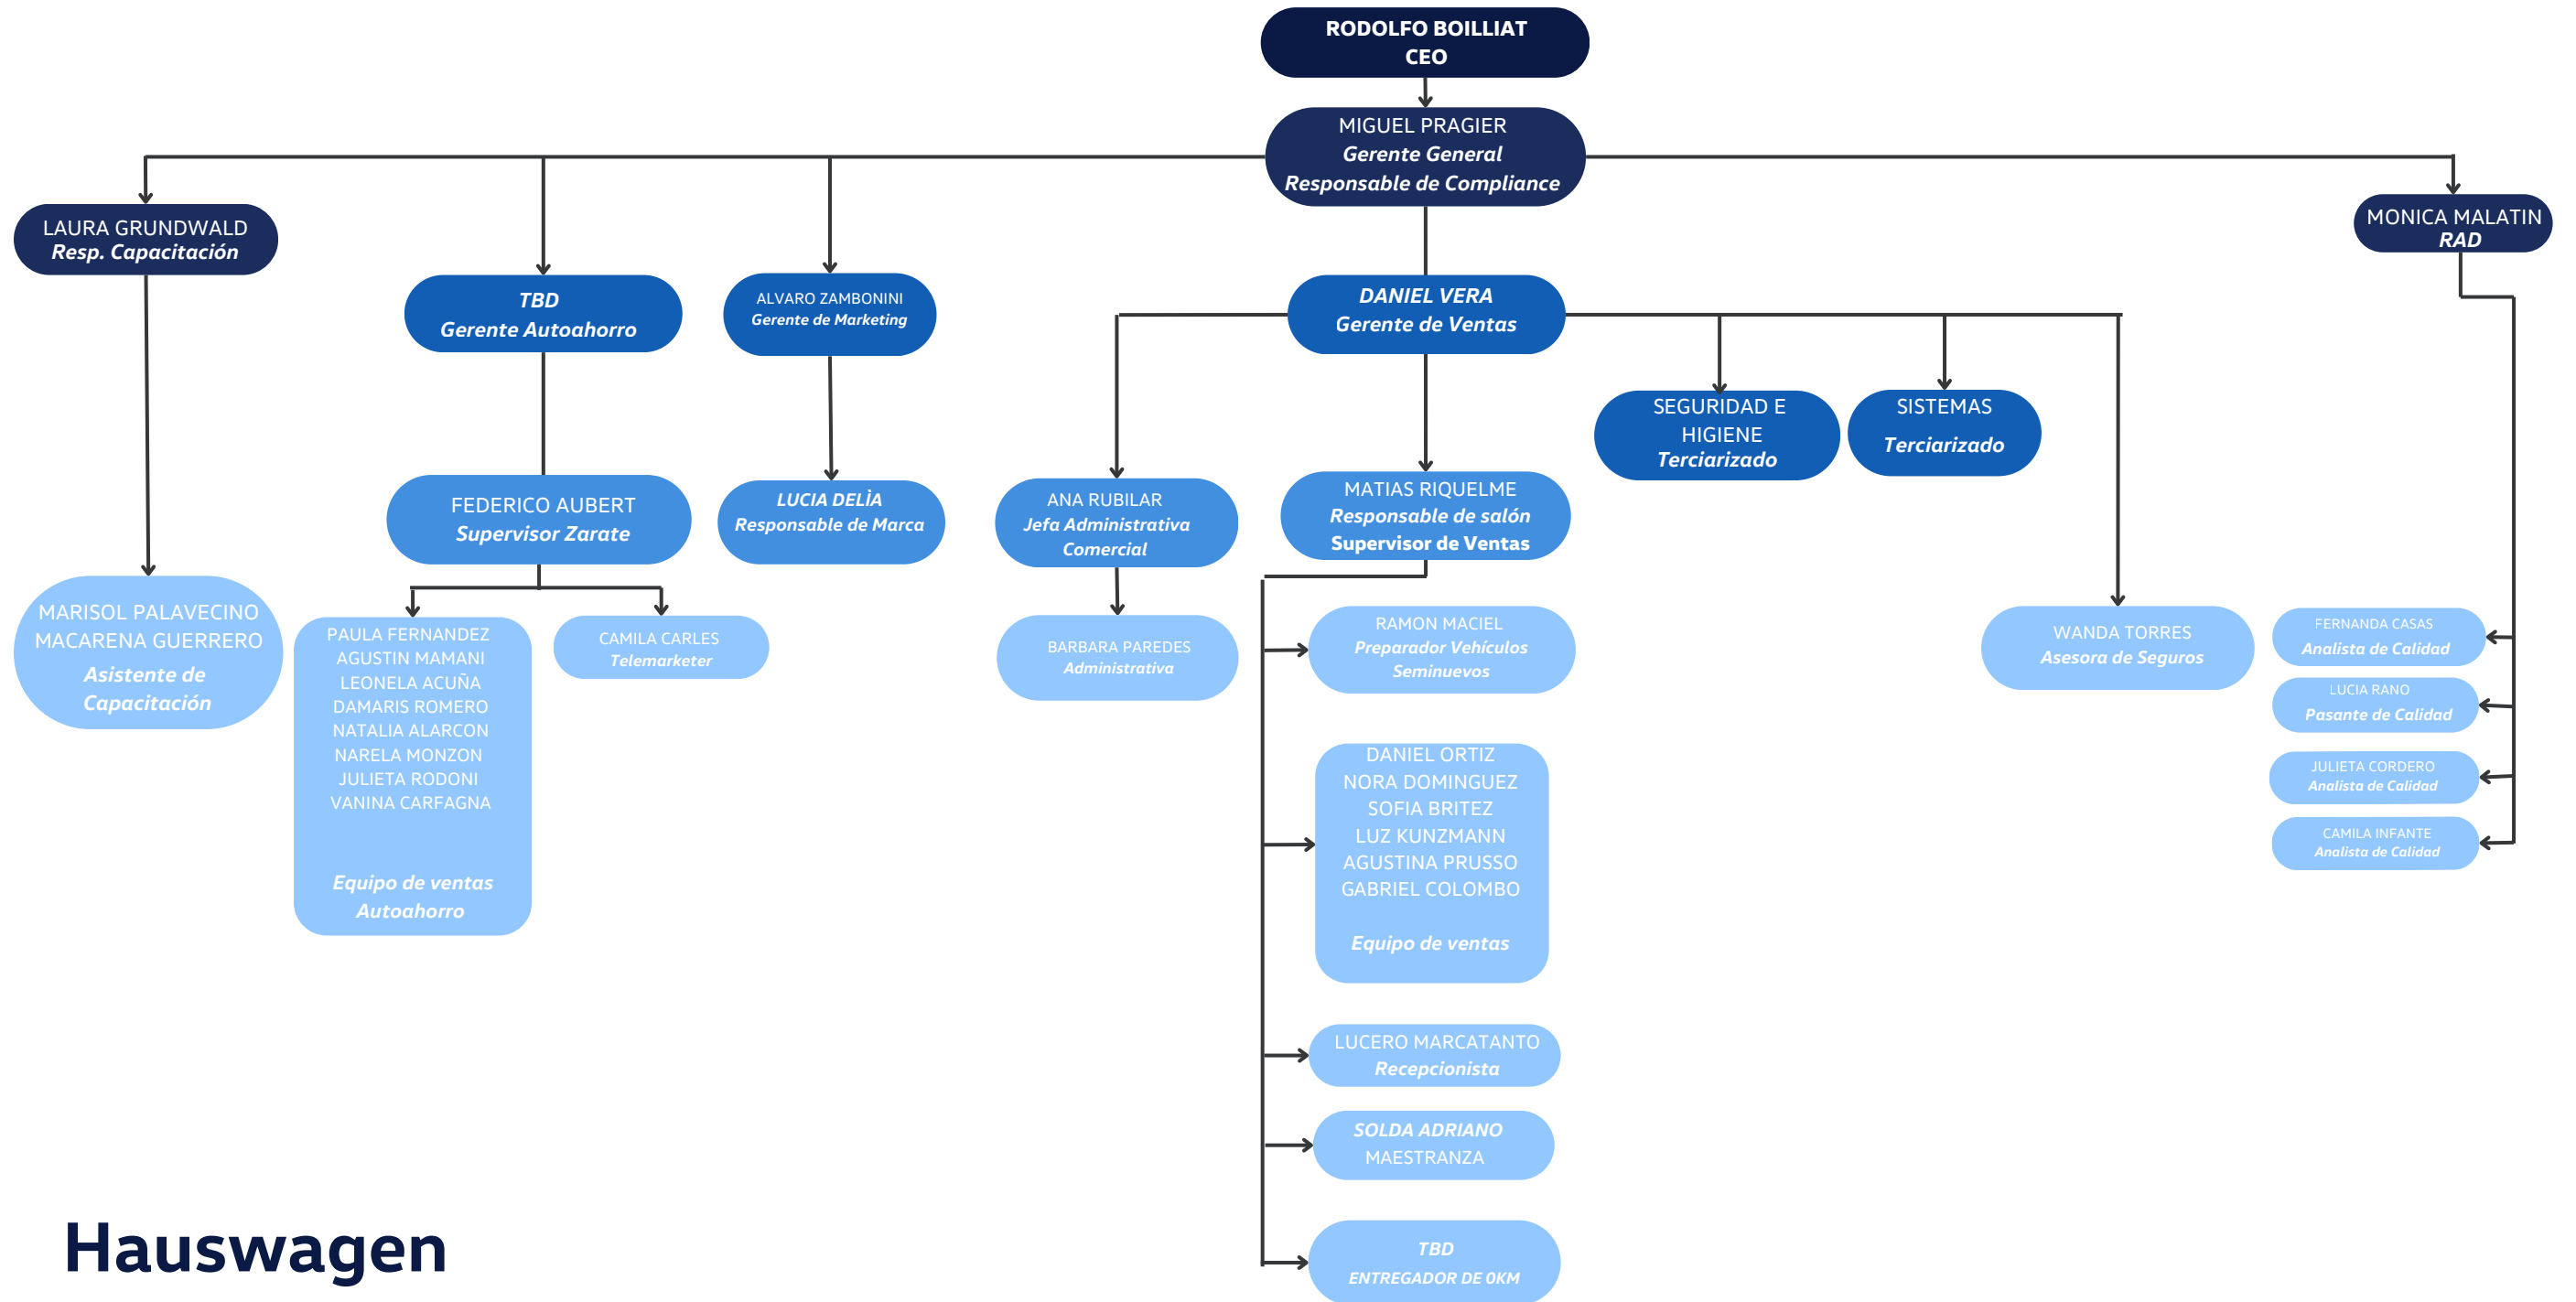 RODOLFO BOILLIAT
CEO
MIGUEL PRAGIER
Gerente General
Responsable de Compliance
LAURA GRUNDWALD
Resp. Capacitación
MONICA MALATIN
RAD
TBD
Gerente Autoahorro
ALVARO ZAMBONINI
Gerente de Marketing
DANIEL VERA
Gerente de Ventas
SEGURIDAD E
HIGIENE
Terciarizado
SISTEMAS
Terciarizado
FEDERICO AUBERT
Supervisor Zarate
LUCIA DELÌA
Responsable de Marca
ANA RUBILAR
Jefa Administrativa
Comercial
MATIAS RIQUELME
Responsable de salón
Supervisor de Ventas
MARISOL PALAVECINO
MACARENA GUERRERO
Asistente de
Capacitación
PAULA FERNANDEZ
AGUSTIN MAMANI
LEONELA ACUÑA
DAMARIS ROMERO
NATALIA ALARCON
NARELA MONZON
JULIETA RODONI
VANINA CARFAGNA
Equipo de ventas
Autoahorro
CAMILA CARLES
Telemarketer
BARBARA PAREDES
Administrativa
RAMON MACIEL
Preparador Vehículos
Seminuevos
DANIEL ORTIZ
NORA DOMINGUEZ
SOFIA BRITEZ
LUZ KUNZMANN
AGUSTINA PRUSSO
GABRIEL COLOMBO
Equipo de ventas
LUCERO MARCATANTO
Recepcionista
SOLDA ADRIANO
MAESTRANZA
TBD
ENTREGADOR DE 0KM
WANDA TORRES
Asesora de Seguros
FERNANDA CASAS
Analista de Calidad
LUCIA RANO
Pasante de Calidad
JULIETA CORDERO
Analista de Calidad
CAMILA INFANTE
Analista de Calidad
Hauswagen